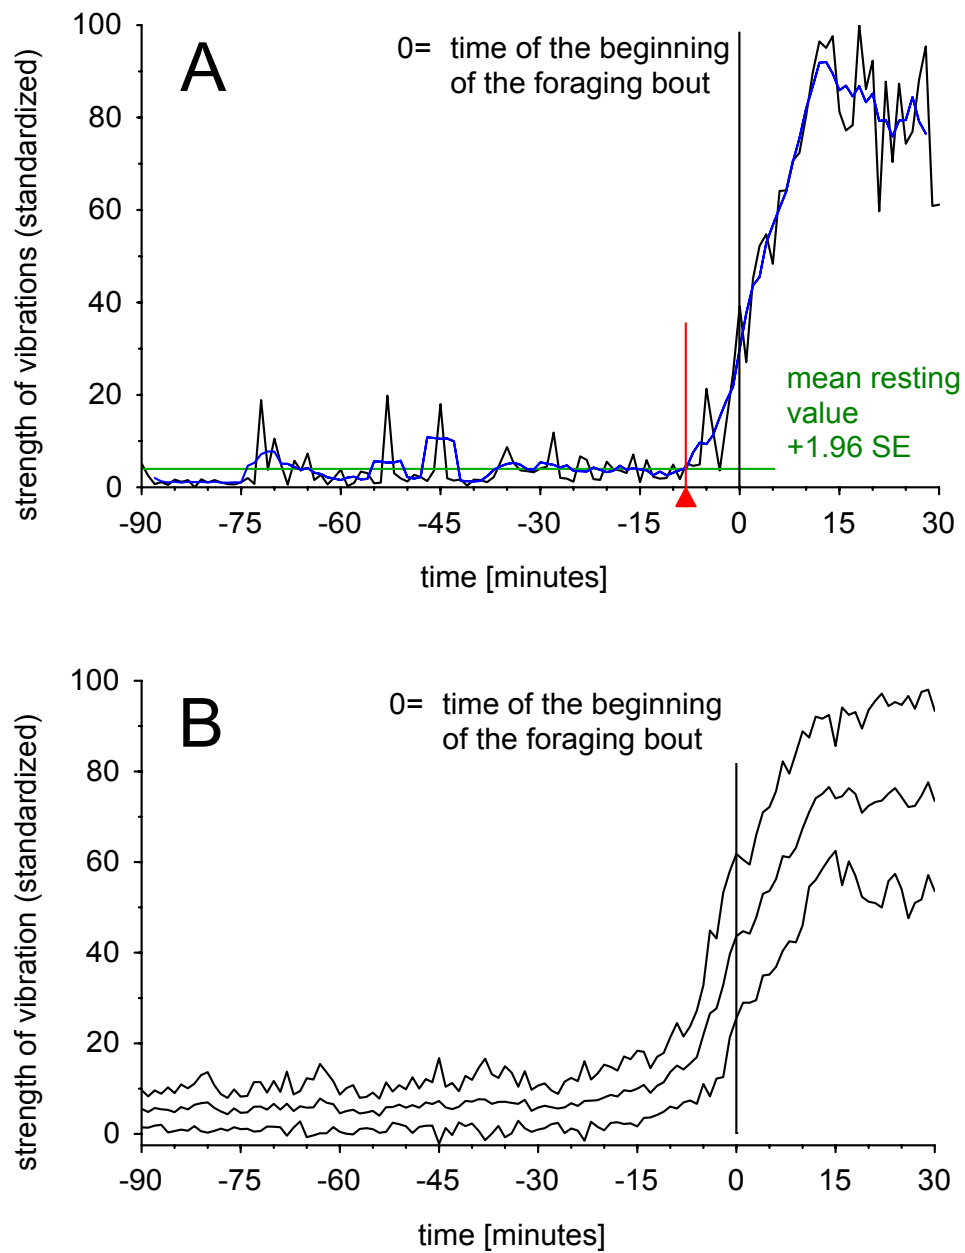 A
0= time of the beginning
of the foraging bout
strength of vibrations (standardized)
100
80
60
40
20
0
mean resting
value
+1.96 SE
-90 -75 -60 -45 -30 -15 0 15 30
time [minutes]
B
0= time of the beginning
of the foraging bout
strength of vibration (standardized)
100
80
60
40
20
0
-90 -75 -60 -45 -30 -15 0 15 30
time [minutes]